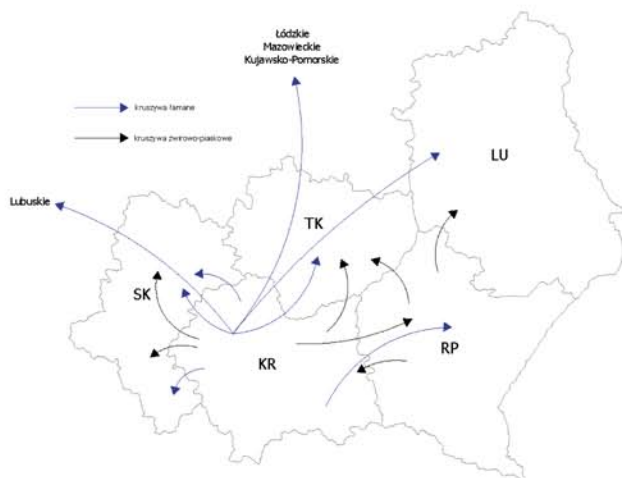 Łódzkie
Mazowieckie
Kujawsko-Pomorskie
kruszywa łamane
kruszywa żwirowo-piaskowe
LU
Lubuskie
TK
SK
RP
KR